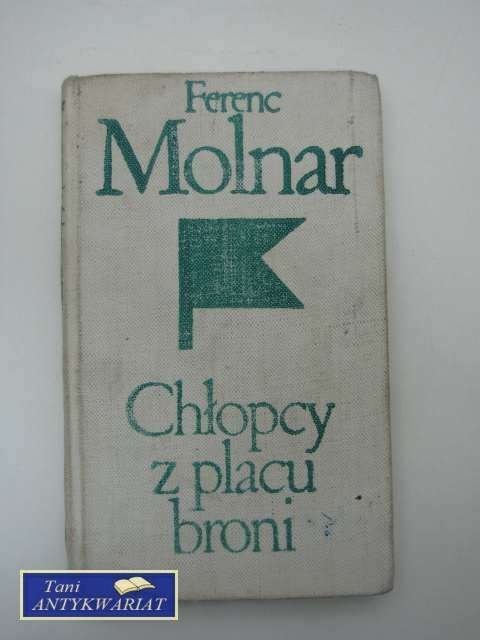 Ferenc
Molnar
Chłopcy
z placu
broni
Tani
ANTYKWARIAT